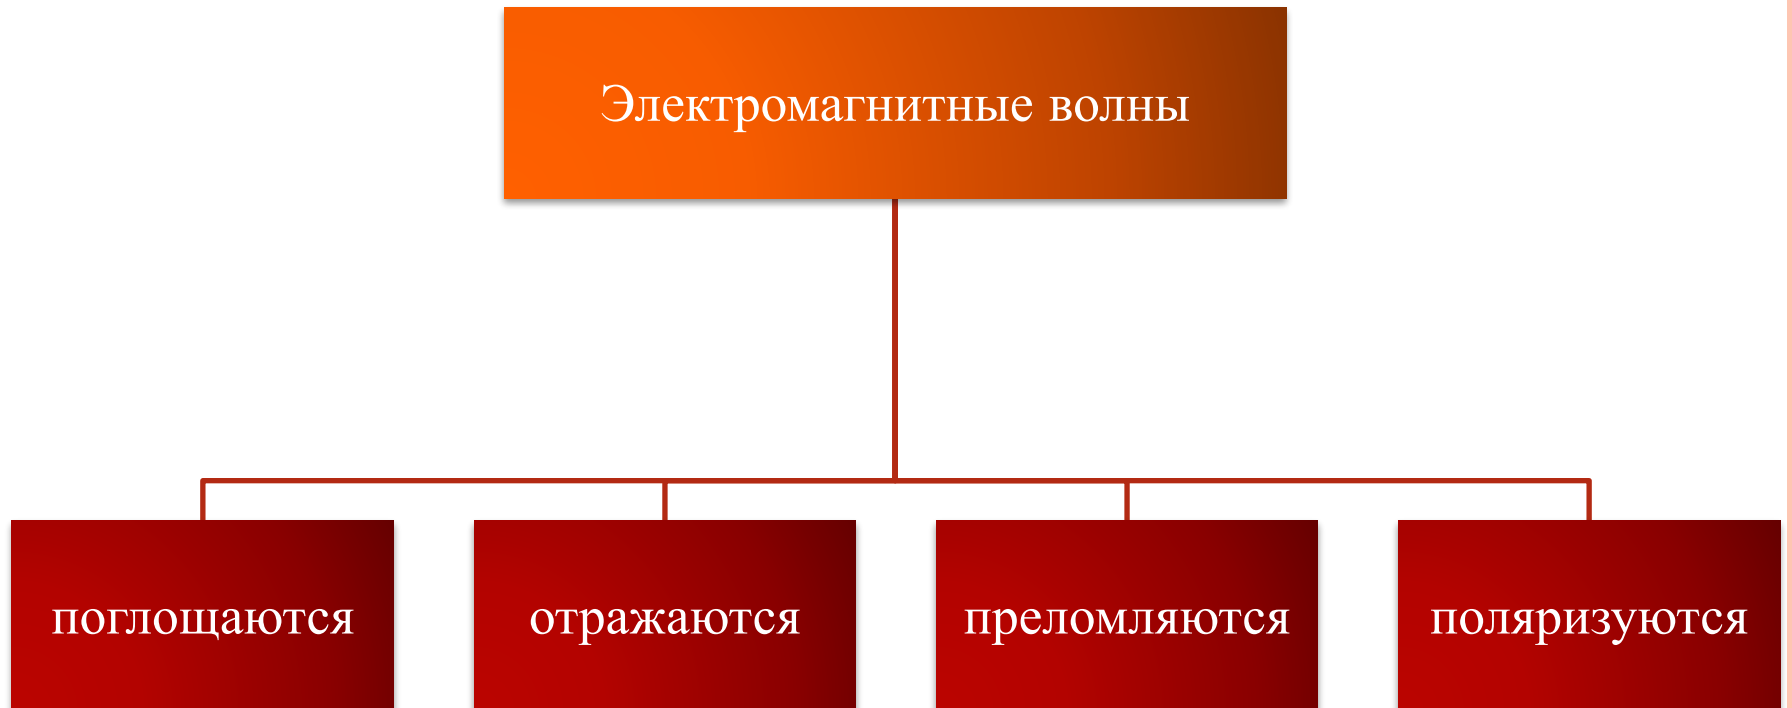 Электромагнитные волны
поглощаются
отражаются
преломляются
поляризуются